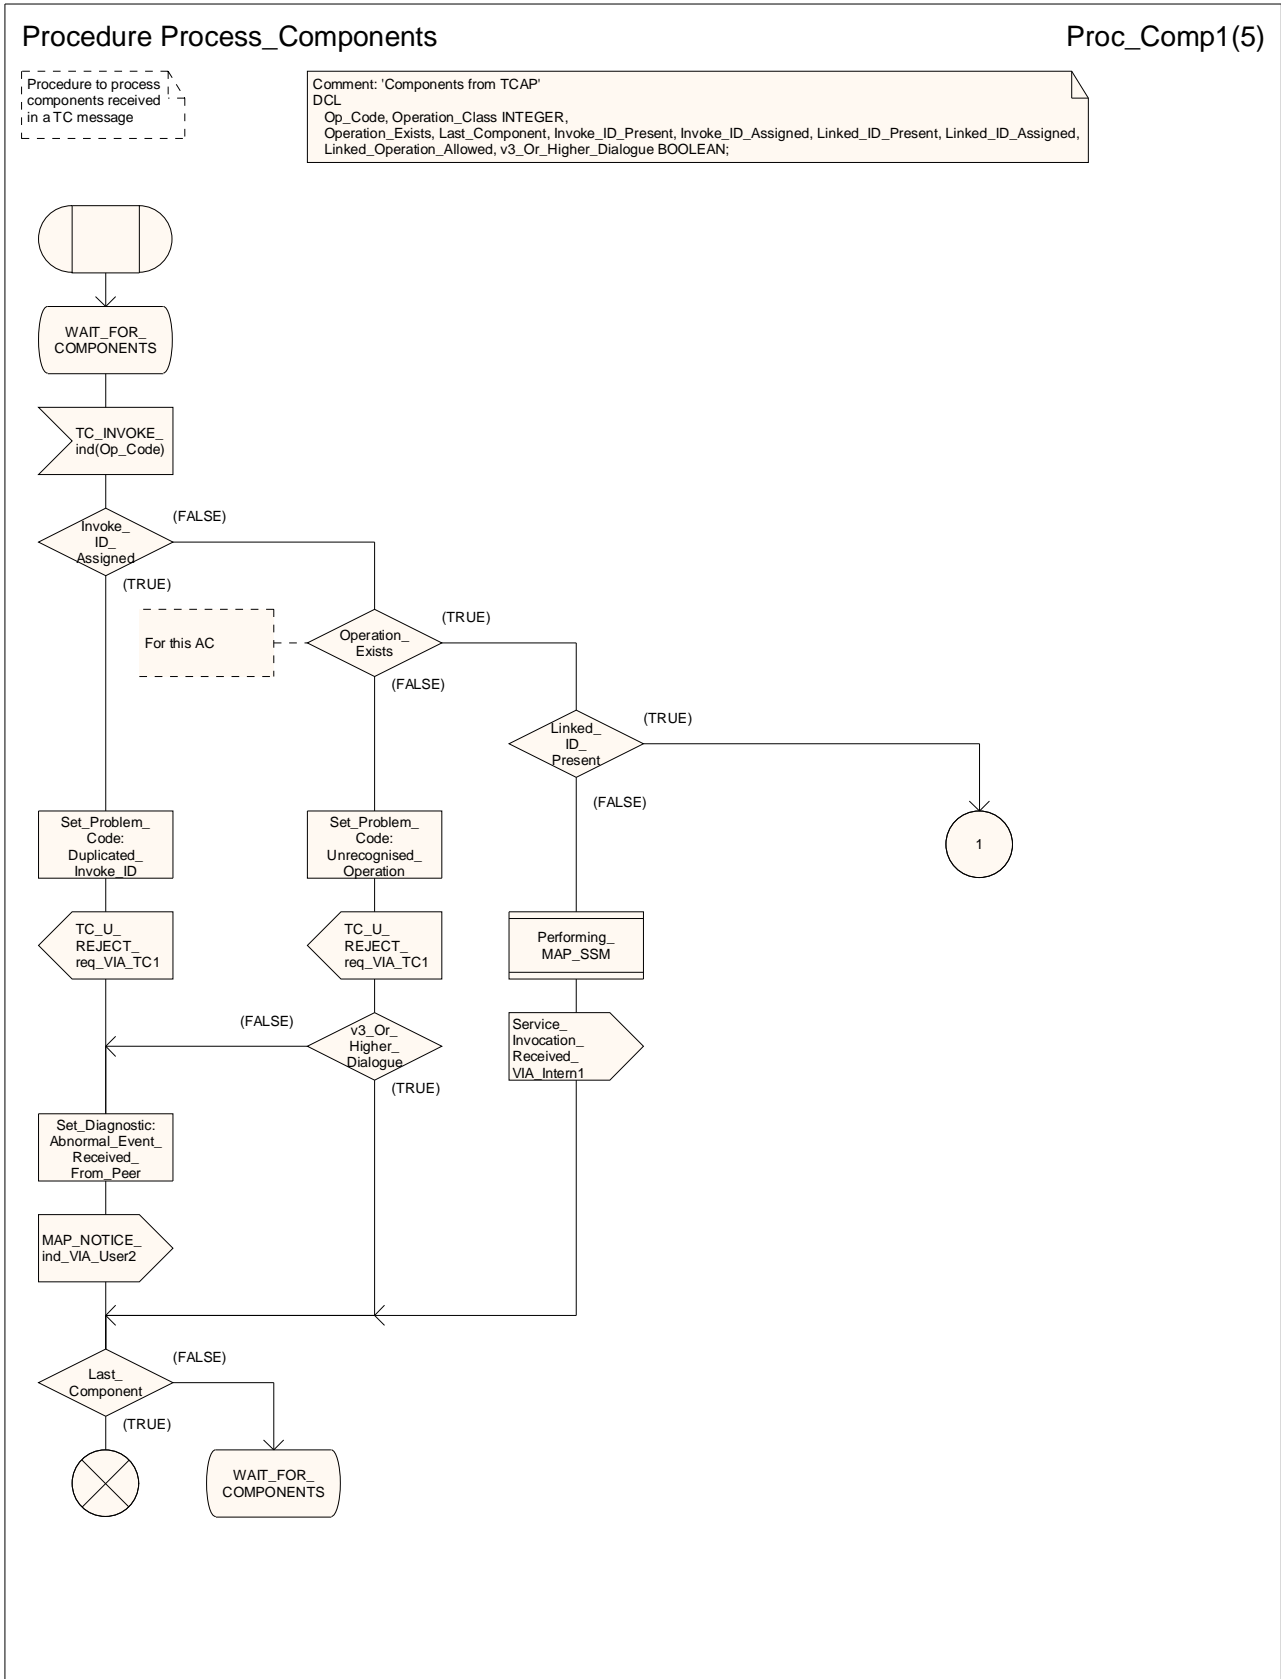 Procedure Process_Components
Proc_Comp1(5)
Procedure to process
components received
in a TC message
Comment: 'Components from TCAP'
DCL
Op_Code, Operation_Class INTEGER,
Operation_Exists, Last_Component, Invoke_ID_Present, Invoke_ID_Assigned, Linked_ID_Present, Linked_ID_Assigned,
Linked_Operation_Allowed, v3_Or_Higher_Dialogue BOOLEAN;
WAIT_FOR_
COMPONENTS
TC_INVOKE_
ind(Op_Code)
Invoke_
ID_
Assigned
(FALSE)
(TRUE)
For this AC
Operation_
Exists
(TRUE)
(FALSE)
Linked_
ID_
Present
(TRUE)
(FALSE)
Set_Problem_
Code:
Duplicated_
Invoke_ID
Set_Problem_
Code:
Unrecognised_
Operation
1
TC_U_
REJECT_
req_VIA_TC1
TC_U_
REJECT_
req_VIA_TC1
Performing_
MAP_SSM
(FALSE)
v3_Or_
Higher_
Dialogue
(TRUE)
Service_
Invocation_
Received_
VIA_Intern1
Set_Diagnostic:
Abnormal_Event_
Received_
From_Peer
MAP_NOTICE_
ind_VIA_User2
Last_
Component
(FALSE)
(TRUE)
WAIT_FOR_
COMPONENTS